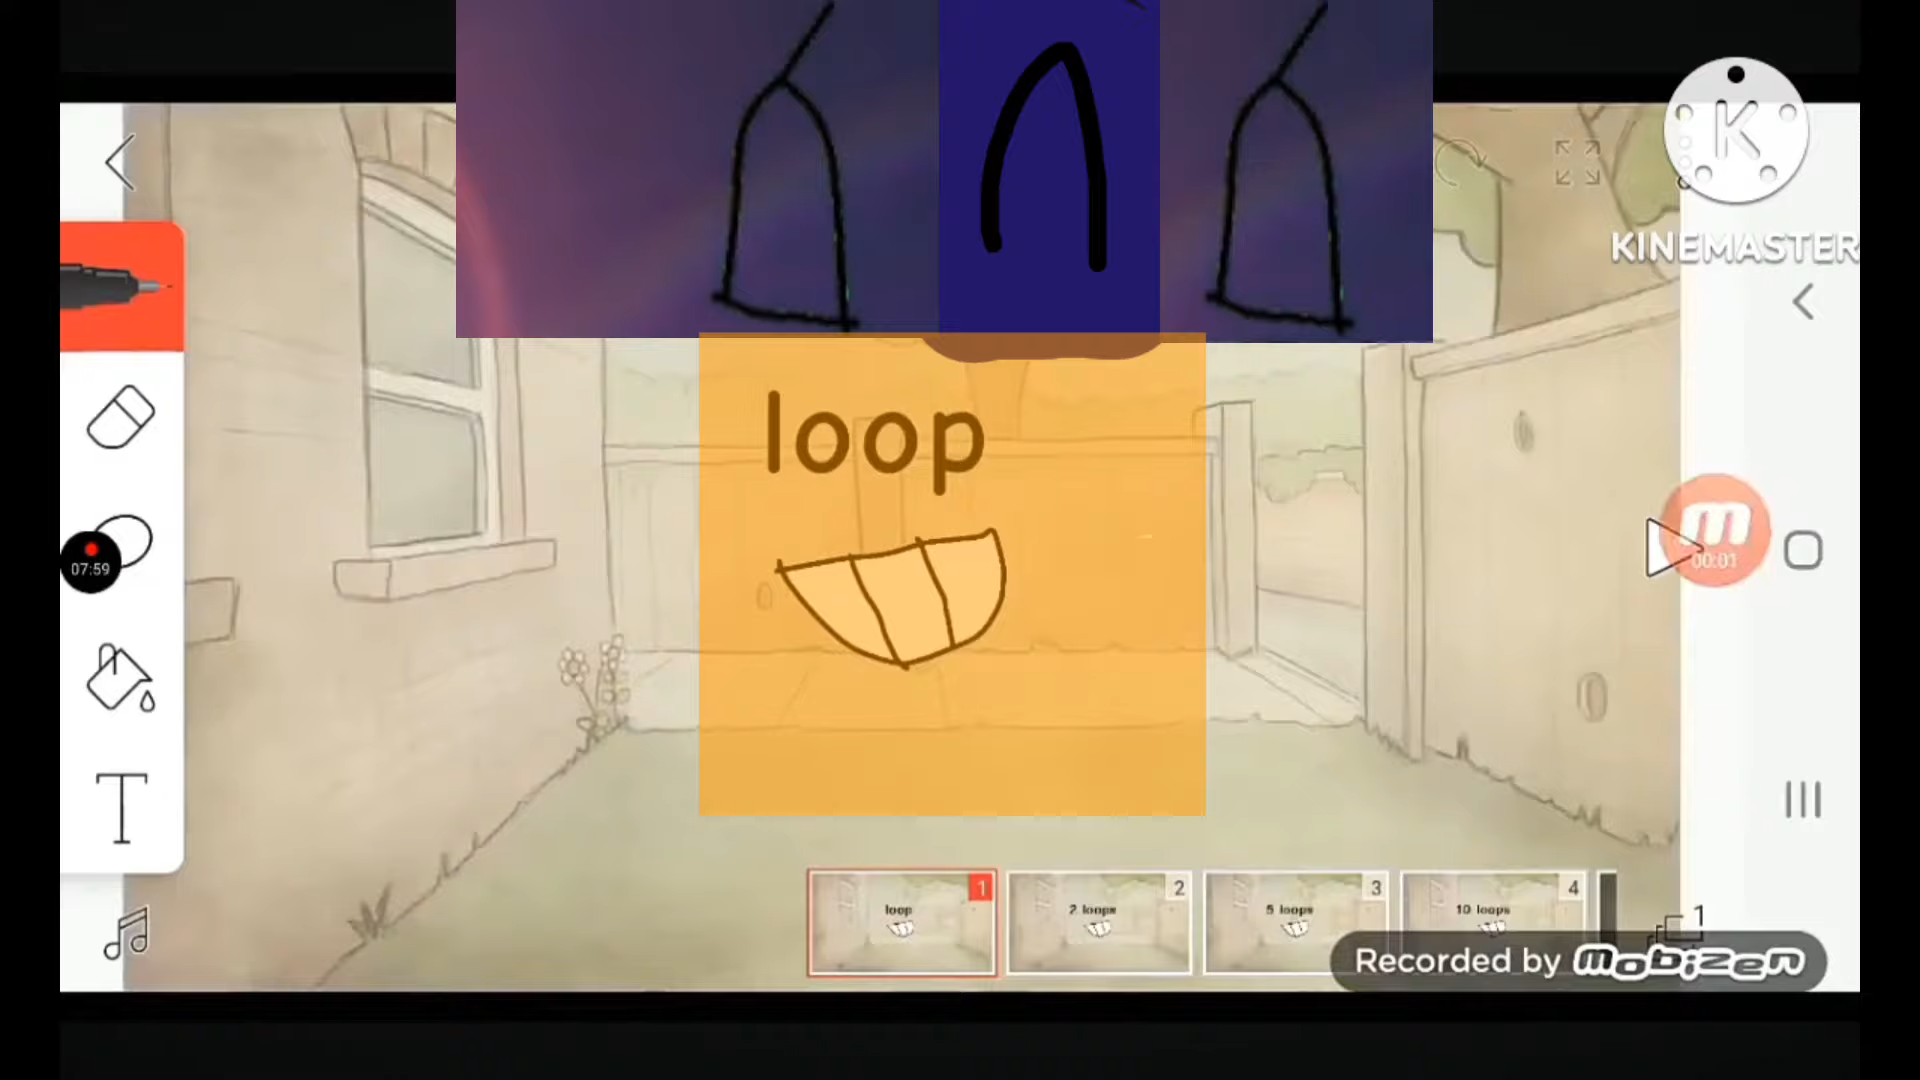 K
KINEMASTER
loop
m
07:59
00:01
T
1
2
3
4
loop
2 loops
5 loops
10 loops
1
Recorded by mobizen